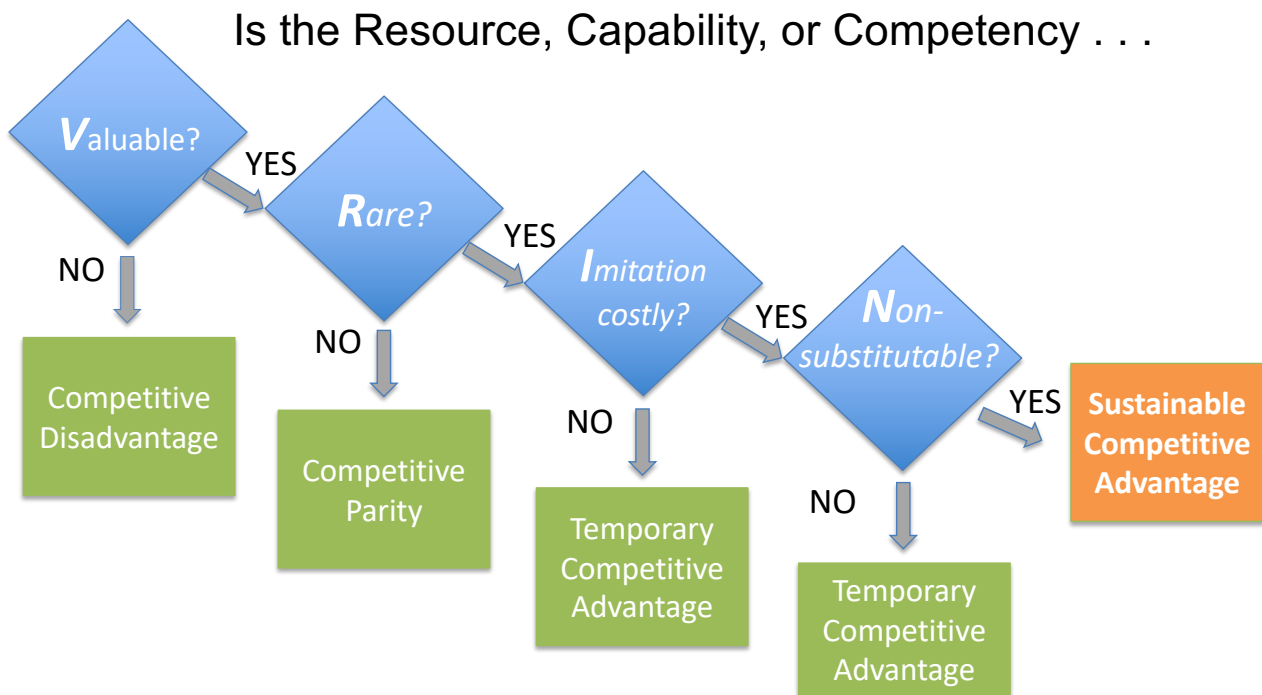 Is the Resource, Capability, or Competency . . .
Valuable?
YES
NO
Competitive
Disadvantage
Rare?
YES
NO
Competitive
Parity
Imitation
costly?
YES
NO
Temporary
Competitive
Advantage
Non-
substitutable?
YES
NO
Temporary
Competitive
Advantage
Sustainable
Competitive
Advantage